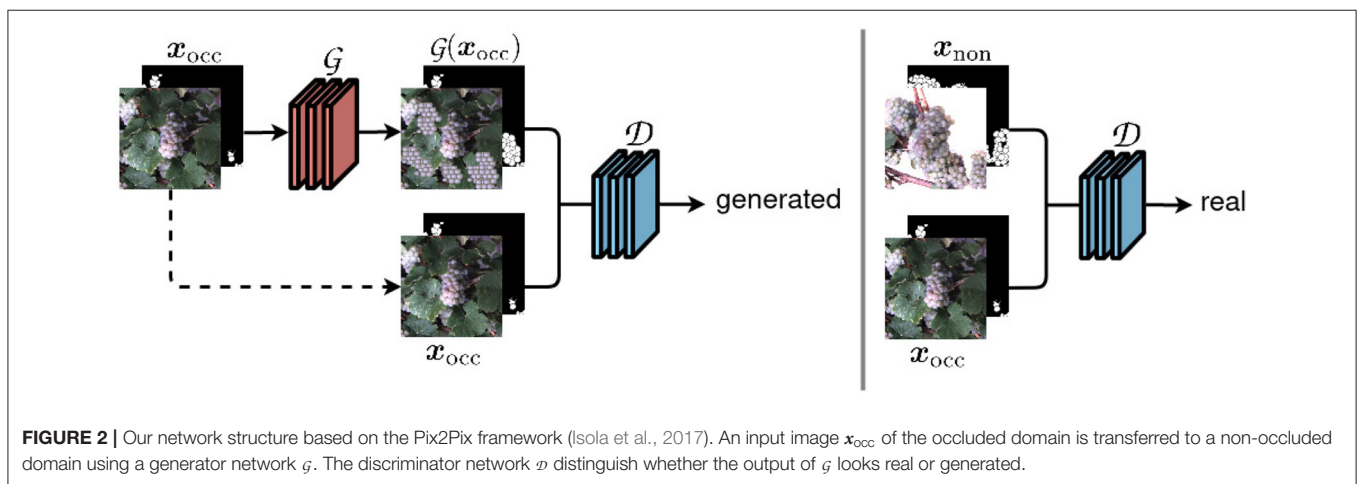 x_occ
𝒢
𝒢(x_occ)
𝒟
generated
x_occ
x_non
𝒟
real
x_occ
FIGURE 2 | Our network structure based on the Pix2Pix framework (Isola et al., 2017). An input image x_occ of the occluded domain is transferred to a non-occluded
domain using a generator network 𝒢. The discriminator network 𝒟 distinguish whether the output of 𝒢 looks real or generated.